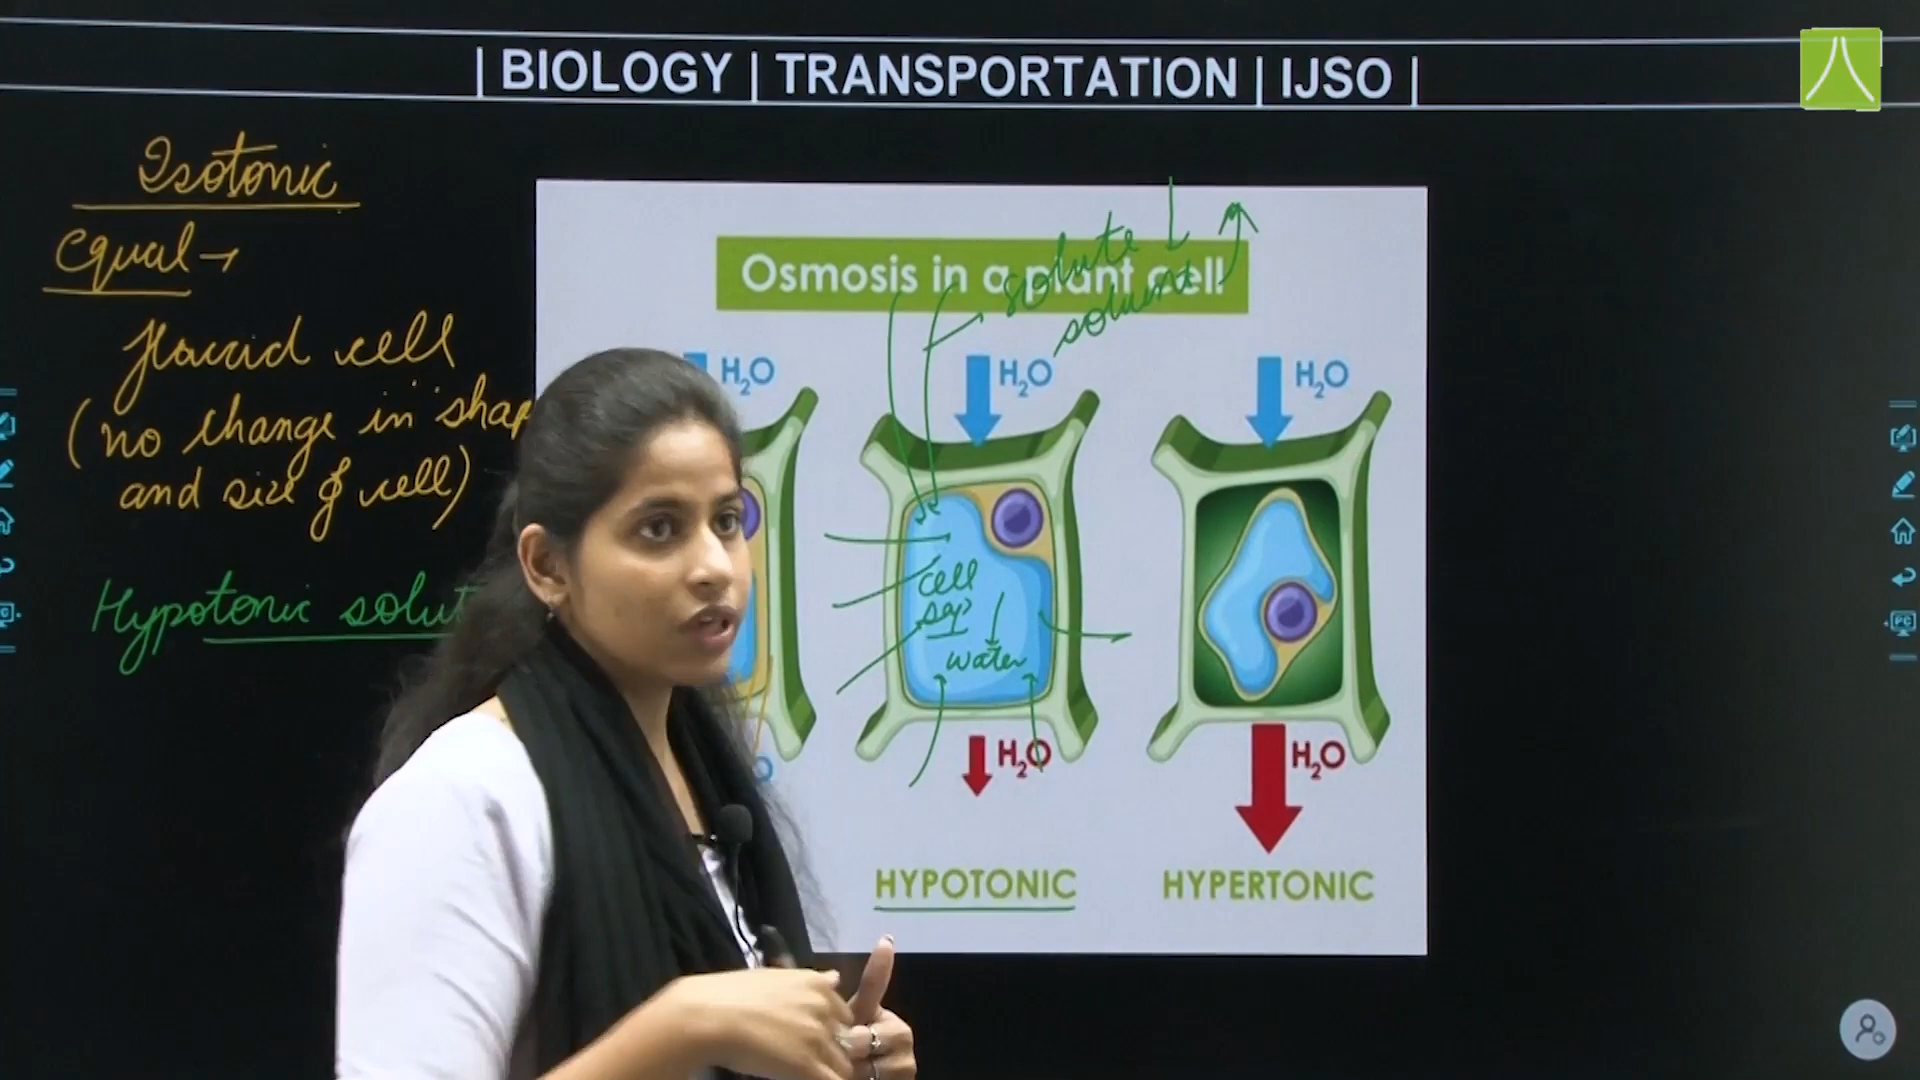 | BIOLOGY | TRANSPORTATION | IJSO |
Isotonic
Equal →
flaccid cell
(no change in shap
and size of cell)
Hypotonic solut
Osmosis in a plant cell
solute ↓
solvent ↑
H₂O
H₂O
H₂O
cell
sap
↓
water
H₂O
H₂O
HYPOTONIC
HYPERTONIC
PC